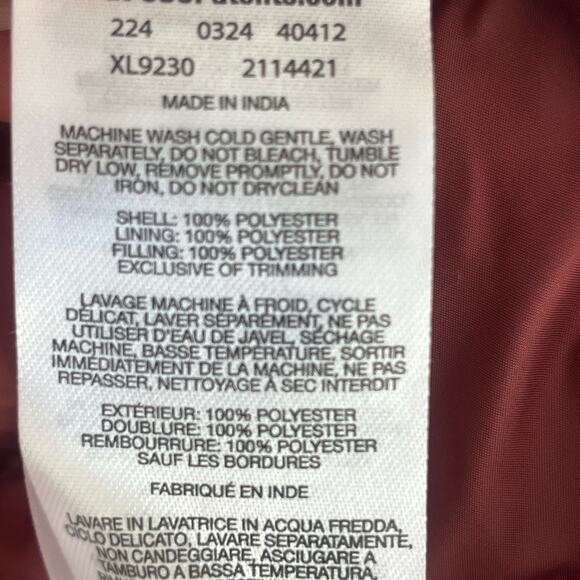 224 0324 40412
XL9230 2114421
MADE IN INDIA
MACHINE WASH COLD GENTLE, WASH
SEPARATELY, DO NOT BLEACH, TUMBLE
DRY LOW, REMOVE PROMPTLY, DO NOT
IRON, DO NOT DRYCLEAN
SHELL: 100% POLYESTER
LINING: 100% POLYESTER
FILLING: 100% POLYESTER
EXCLUSIVE OF TRIMMING
LAVAGE MACHINE À FROID, CYCLE
DÉLICAT, LAVER SÉPARÉMENT, NE PAS
UTILISER D'EAU DE JAVEL, SÉCHAGE
MACHINE, BASSE TEMPÉRATURE, SORTIR
IMMÉDIATEMENT DE LA MACHINE, NE PAS
REPASSER, NETTOYAGE À SEC INTERDIT
EXTÉRIEUR: 100% POLYESTER
DOUBLURE: 100% POLYESTER
REMBOURRURE: 100% POLYESTER
SAUF LES BORDURES
FABRIQUÉ EN INDE
LAVARE IN LAVATRICE IN ACQUA FREDDA,
CICLO DELICATO, LAVARE SEPARATAMENTE,
NON CANDEGGIARE, ASCIUGARE A
TAMBURO A BASSA TEMPERATURA,